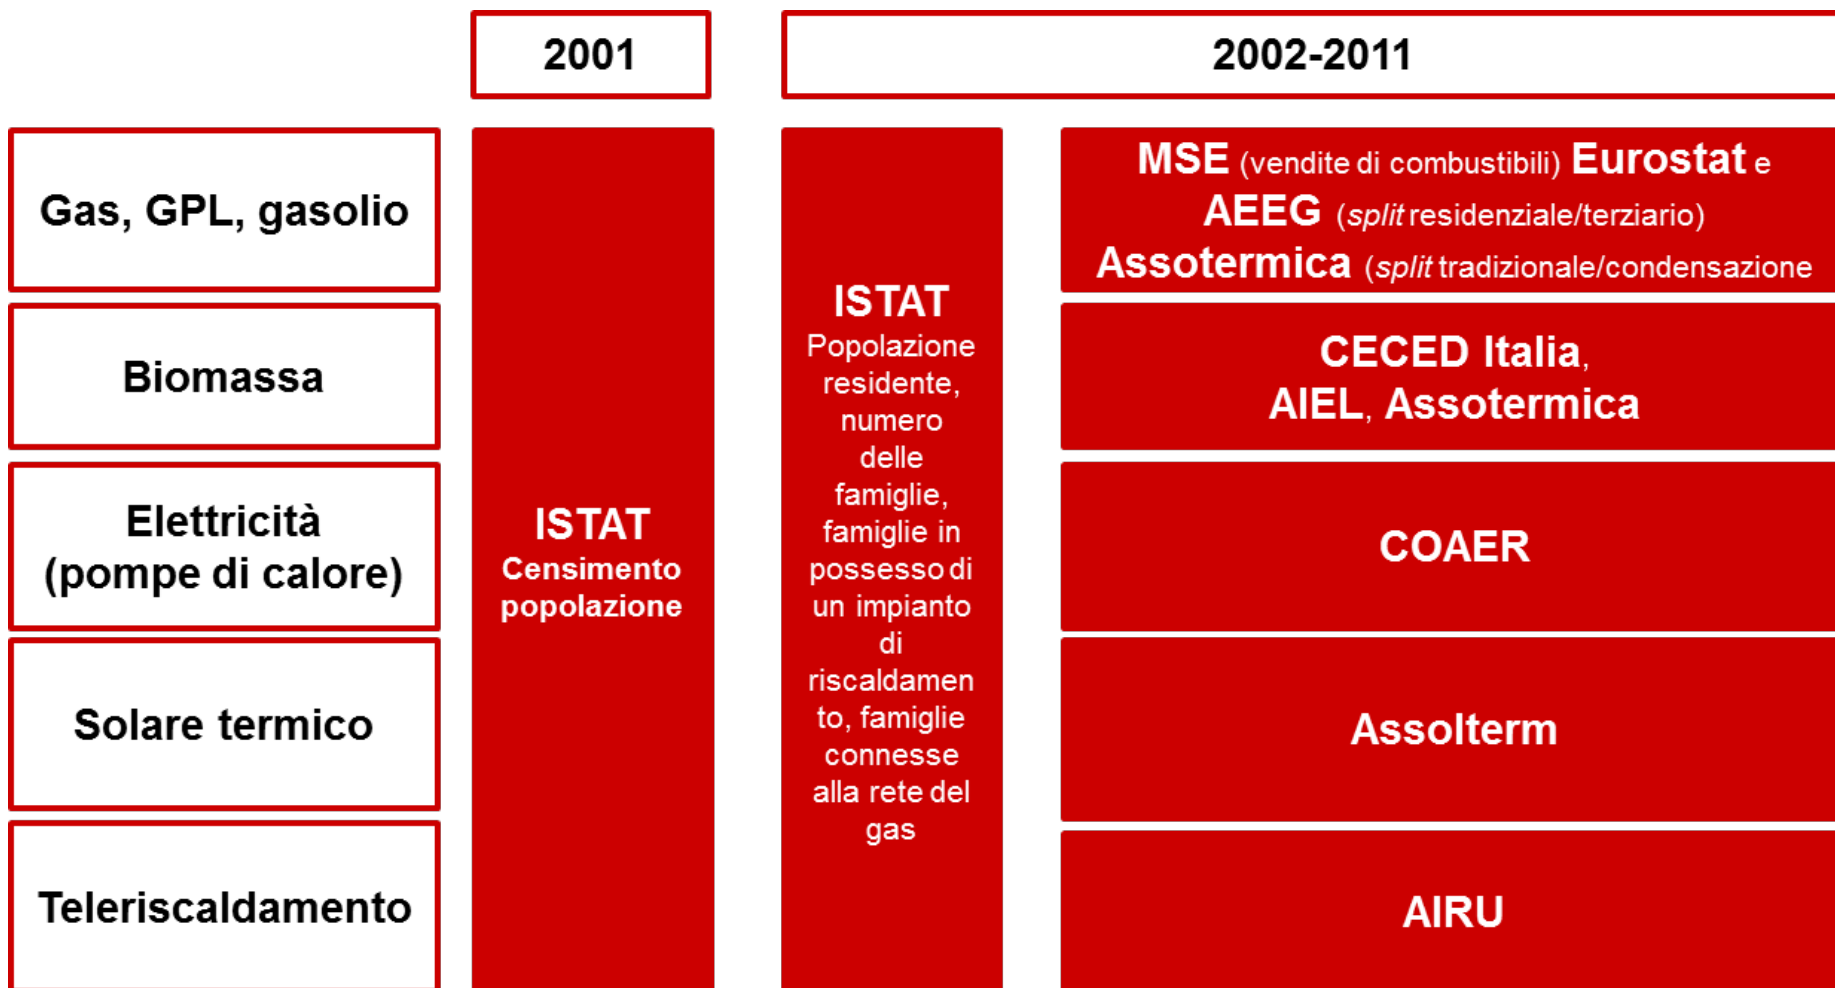 2001
2002-2011
Gas, GPL, gasolio
Biomassa
Elettricità
(pompe di calore)
Solare termico
Teleriscaldamento
ISTAT
Censimento
popolazione
ISTAT
Popolazione
residente,
numero
delle
famiglie,
famiglie in
possesso di
un impianto
di
riscaldamen
to, famiglie
connesse
alla rete del
gas
MSE (vendite di combustibili) Eurostat e
AEEG (split residenziale/terziario)
Assotermica (split tradizionale/condensazione
CECED Italia,
AIEL, Assotermica
COAER
Assolterm
AIRU